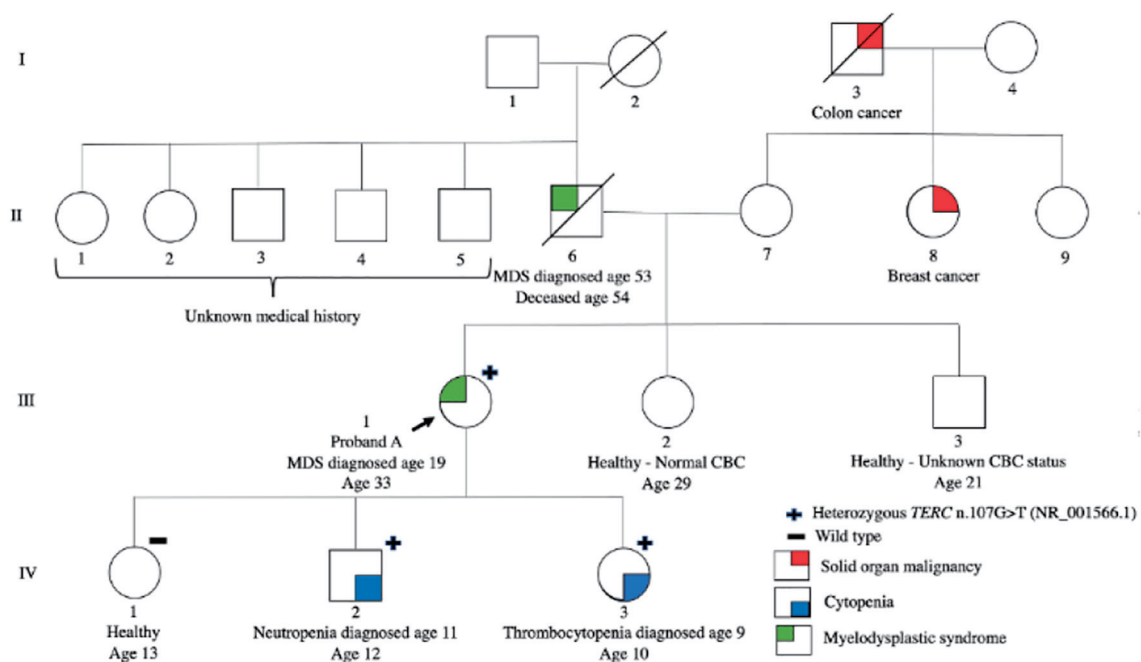 I
1
2
3
4
Colon cancer
II
1
2
3
4
5
6
7
8
9
MDS diagnosed age 53
Deceased age 54
Breast cancer
Unknown medical history
III
1
Proband A
MDS diagnosed age 19
Age 33
2
Healthy - Normal CBC
Age 29
3
Healthy - Unknown CBC status
Age 21
IV
1
Healthy
Age 13
2
Neutropenia diagnosed age 11
Age 12
3
Thrombocytopenia diagnosed age 9
Age 10
Heterozygous TERC n.107G>T (NR_001566.1)
Wild type
Solid organ malignancy
Cytopenia
Myelodysplastic syndrome